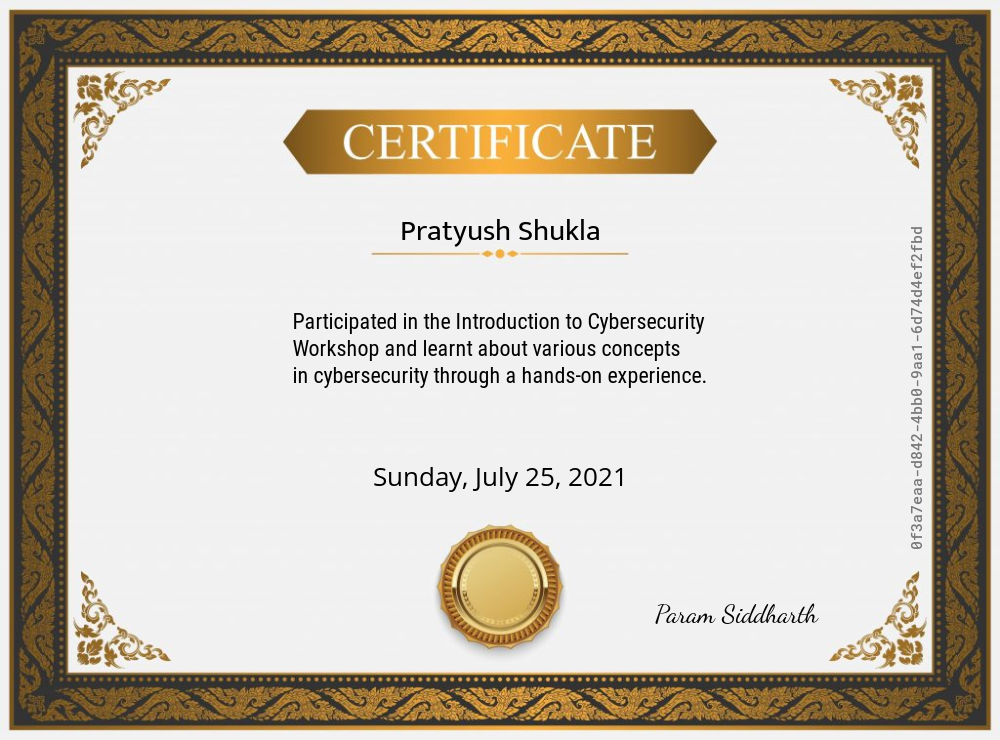 CERTIFICATE
Pratyush Shukla
Participated in the Introduction to Cybersecurity
Workshop and learnt about various concepts
in cybersecurity through a hands-on experience.
Sunday, July 25, 2021
Param Siddharth
0f3a7eaa-d842-4bb0-9aa1-6d74d4ef2fbd